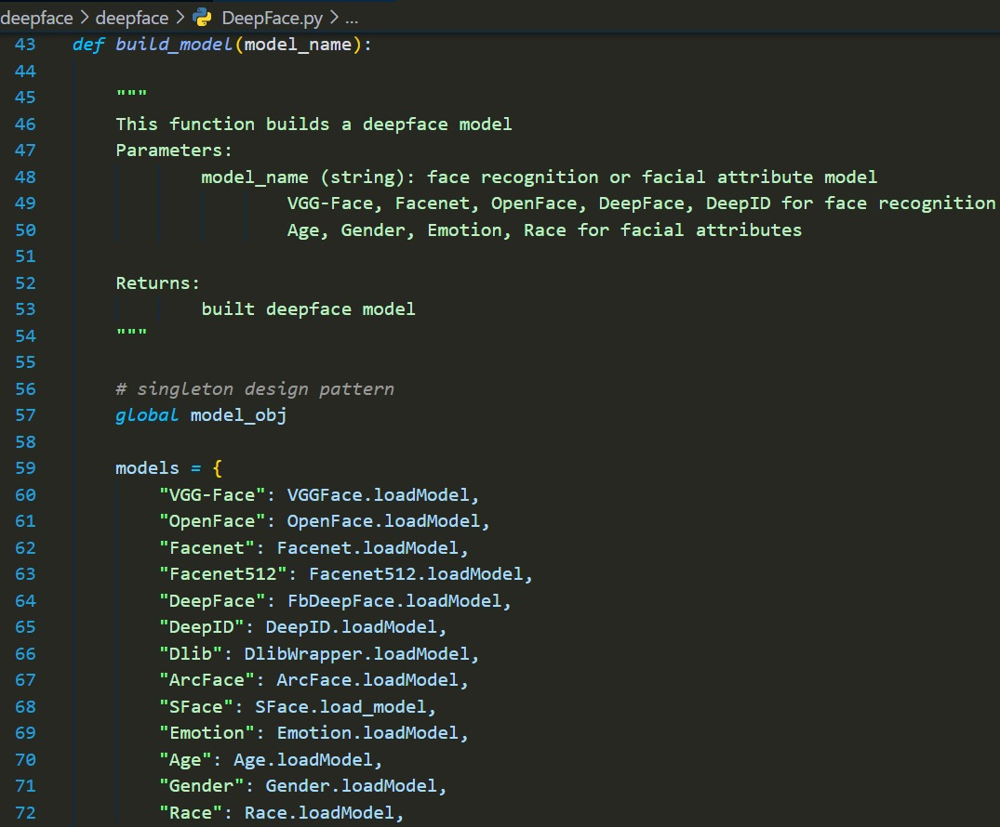 deepface > deepface > DeepFace.py > ...
43 def build_model(model_name):
44
45 """
46 This function builds a deepface model
47 Parameters:
48 model_name (string): face recognition or facial attribute model
49 VGG-Face, Facenet, OpenFace, DeepFace, DeepID for face recognition
50 Age, Gender, Emotion, Race for facial attributes
51
52 Returns:
53 built deepface model
54 """
55
56 # singleton design pattern
57 global model_obj
58
59 models = {
60 "VGG-Face": VGGFace.loadModel,
61 "OpenFace": OpenFace.loadModel,
62 "Facenet": Facenet.loadModel,
63 "Facenet512": Facenet512.loadModel,
64 "DeepFace": FbDeepFace.loadModel,
65 "DeepID": DeepID.loadModel,
66 "Dlib": DlibWrapper.loadModel,
67 "ArcFace": ArcFace.loadModel,
68 "SFace": SFace.load_model,
69 "Emotion": Emotion.loadModel,
70 "Age": Age.loadModel,
71 "Gender": Gender.loadModel,
72 "Race": Race.loadModel,